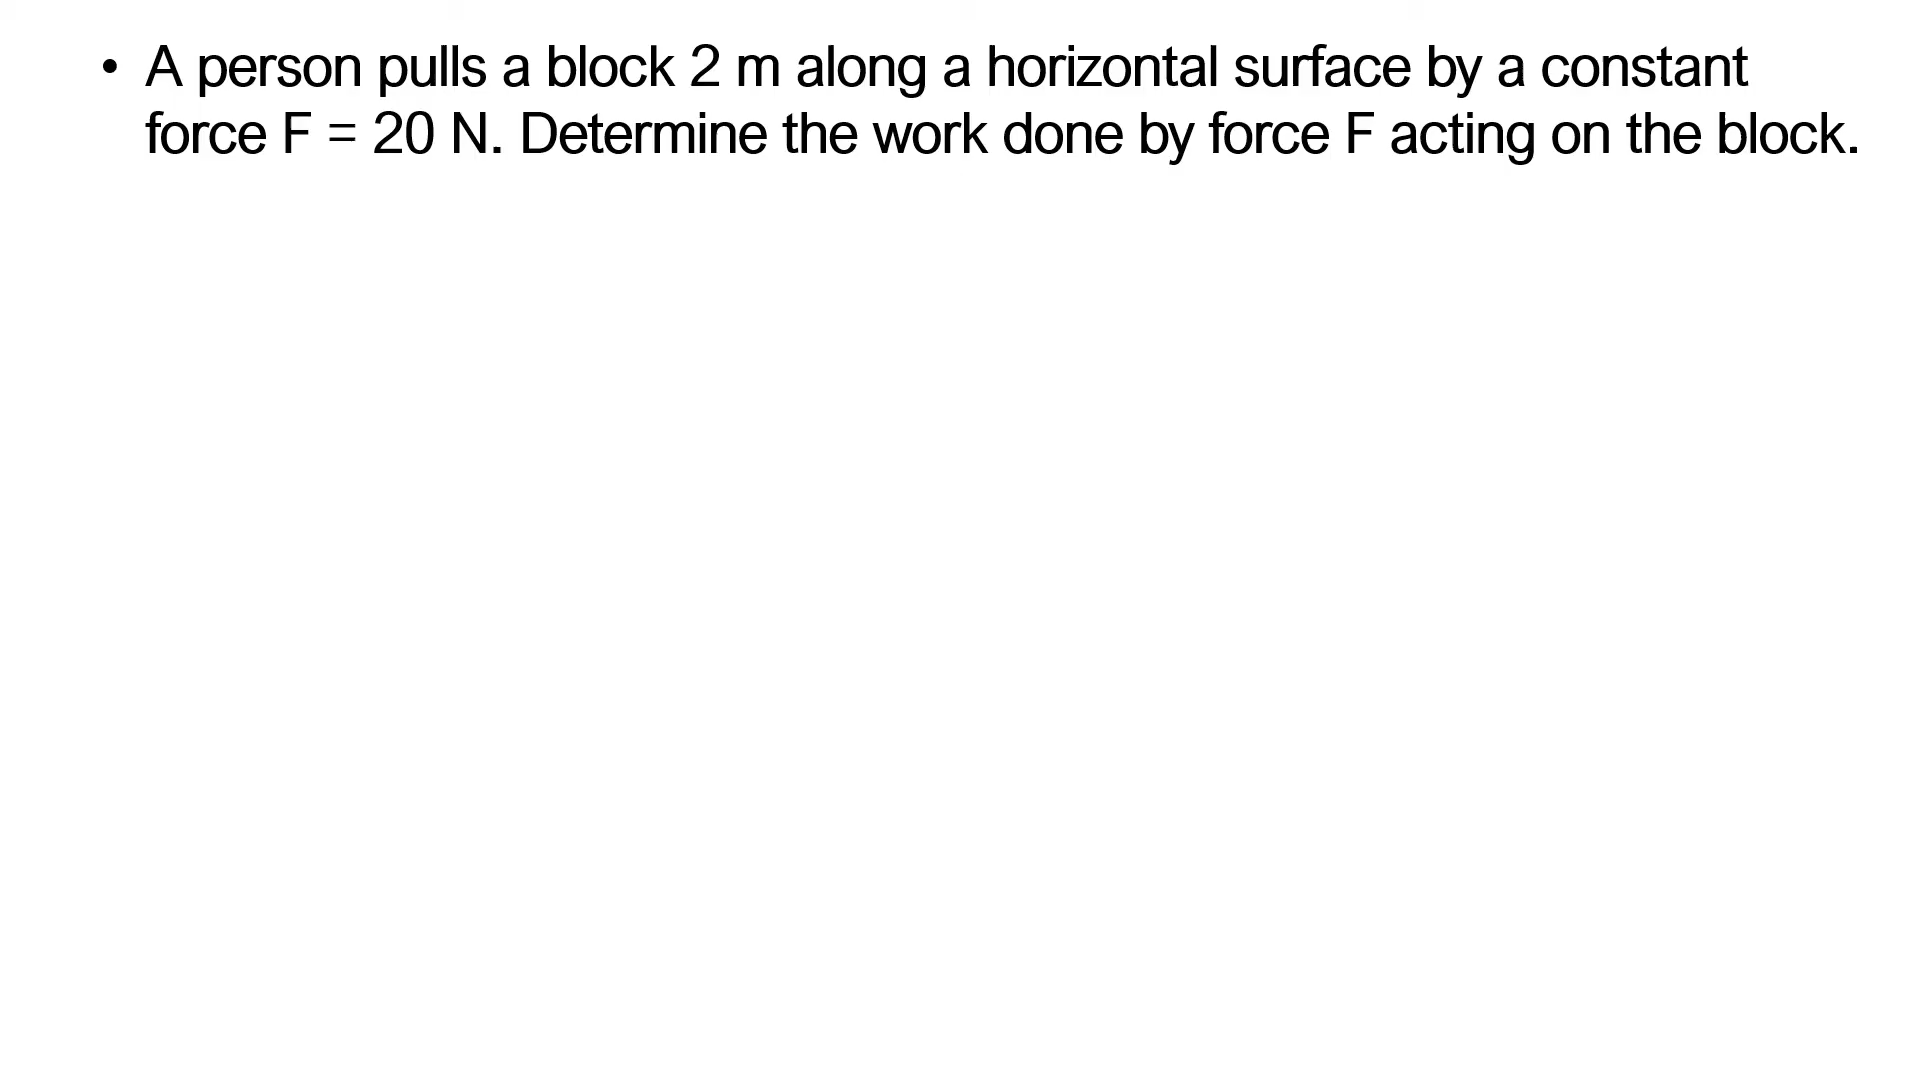 • A person pulls a block 2 m along a horizontal surface by a constant
force F = 20 N. Determine the work done by force F acting on the block.